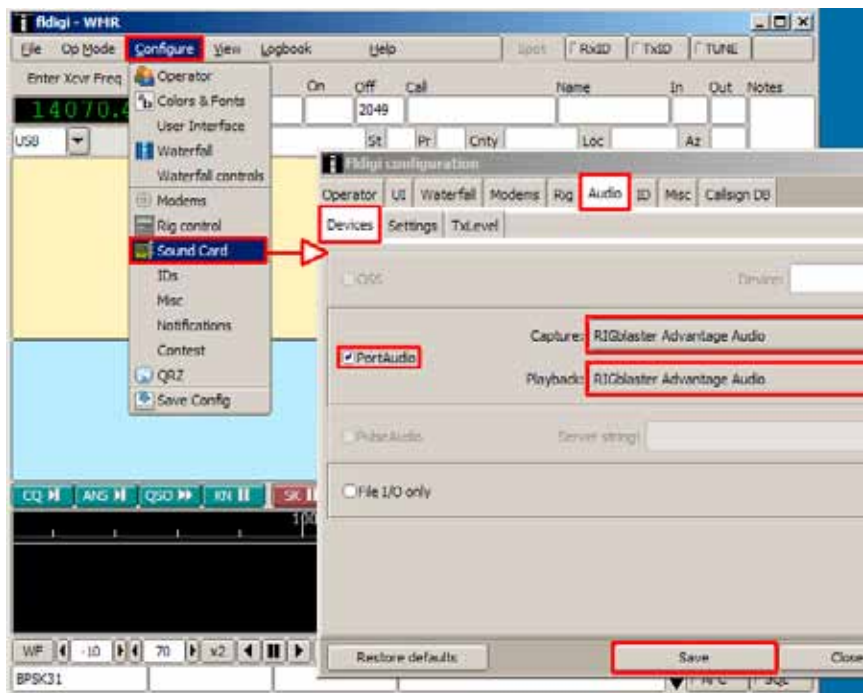 fldigi - WMR
File Op Mode Configure View Logbook Help Spot RxID TxID TUNE
Enter Xcvr Freq On Off Call Name In Out Notes
14070.4
2049
USB
St Pr Cnty Loc Az
Operator
Colors & Fonts
User Interface
Waterfall
Waterfall controls
Modems
Rig control
Sound Card
IDs
Misc
Notifications
Contest
QRZ
Save Config
Fldigi configuration
Operator UI Waterfall Modems Rig Audio ID Misc Callsign DB
Devices Settings TxLevel
OSS Device:
PortAudio
Capture: RIGblaster Advantage Audio
Playback: RIGblaster Advantage Audio
PulseAudio Server string:
File I/O only
Restore defaults Save Close
CQ ANS QSO KN SK
WF -10 70 x2
BPSK31 AFC SQL